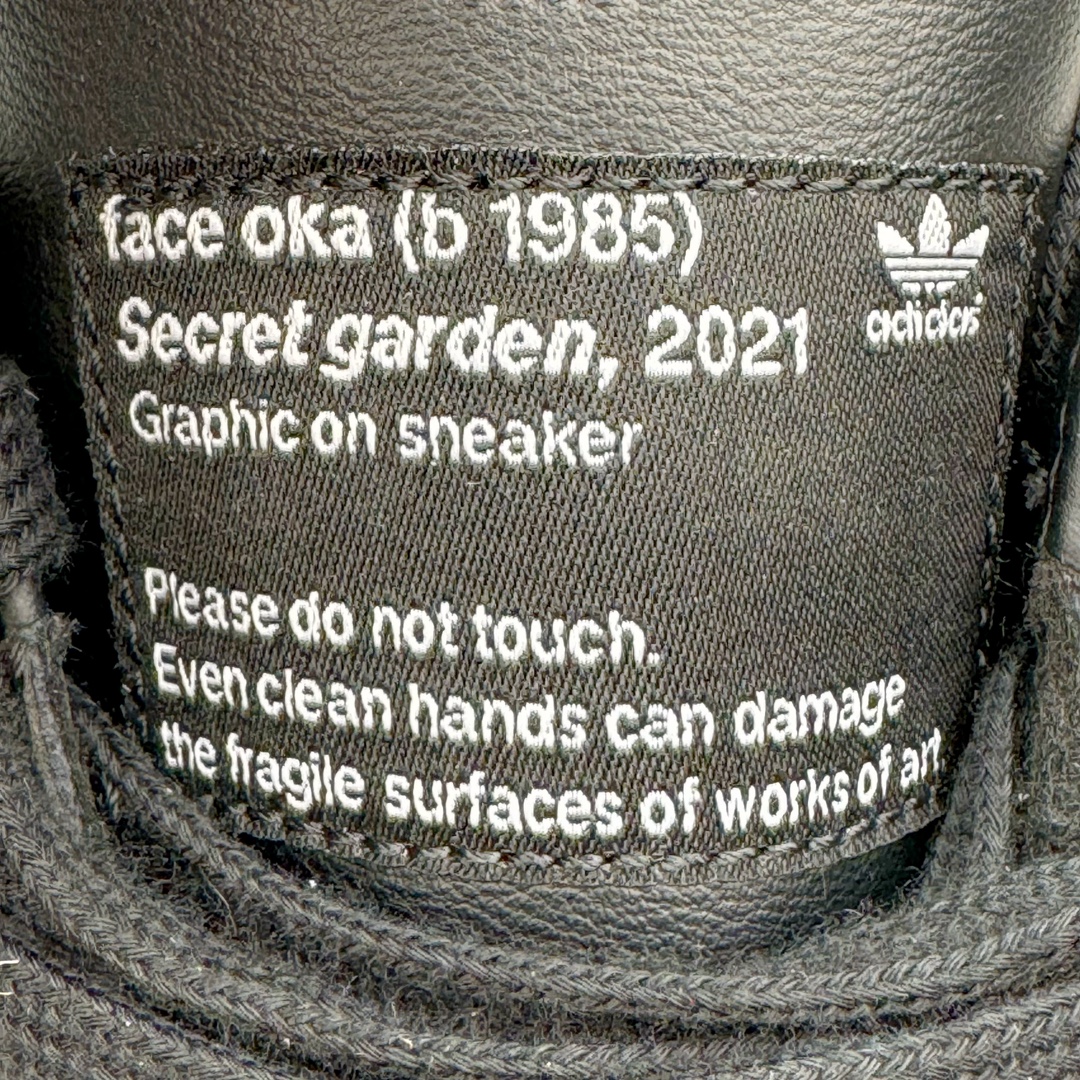 face oka (b 1985)
adidas
Secret garden, 2021
Graphic on sneaker
Please do not touch.
Even clean hands can damage
the fragile surfaces of works of art.